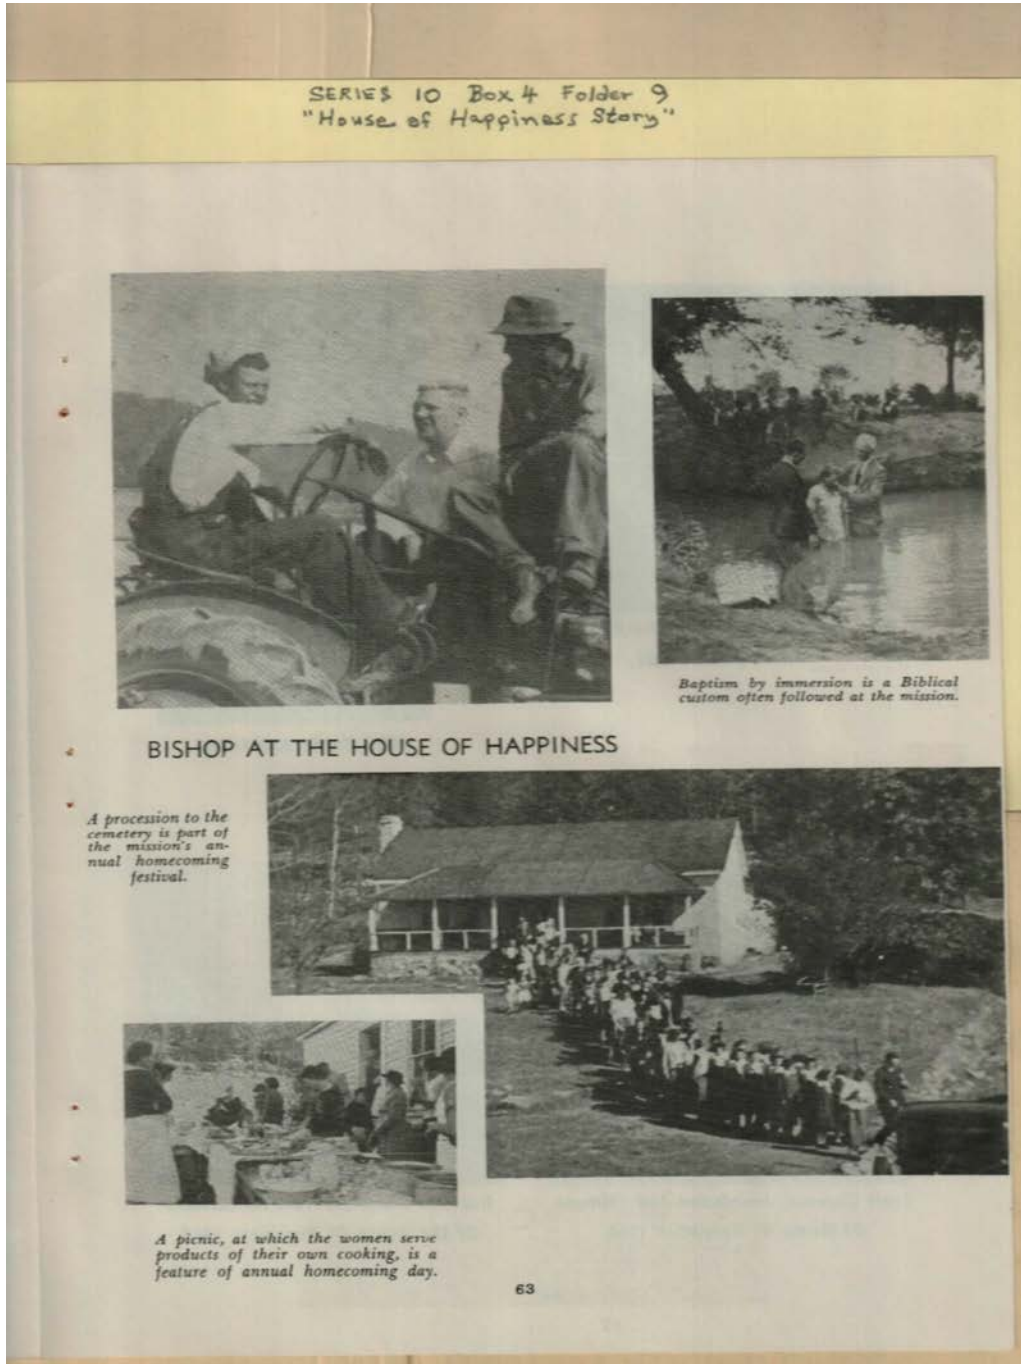 SERIES 10 Box 4 Folder 9
"House of Happiness Story"
Baptism by immersion is a Biblical
custom often followed at the mission.
BISHOP AT THE HOUSE OF HAPPINESS
A procession to the
cemetery is part of
the mission's an-
nual homecoming
festival.
A picnic, at which the women serve
products of their own cooking, is a
feature of annual homecoming day.
63